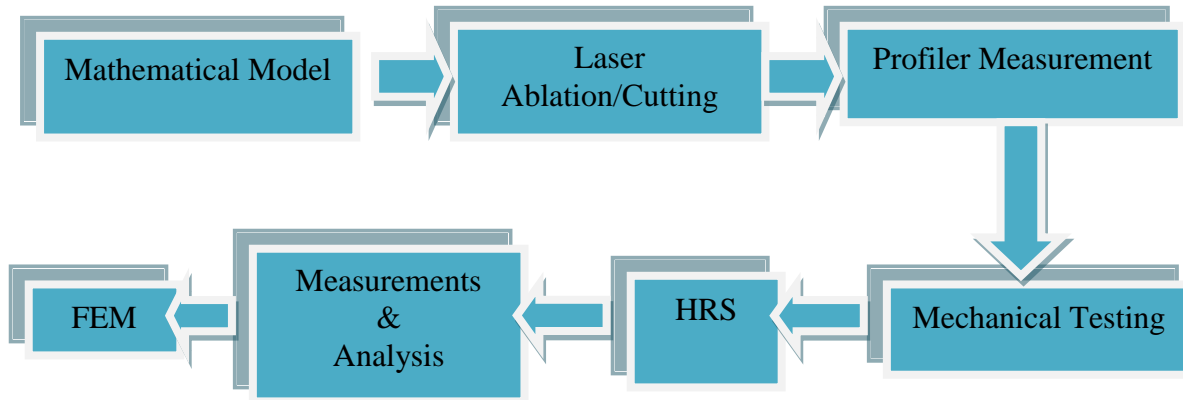 Mathematical Model
Laser
Ablation/Cutting
Profiler Measurement
FEM
Measurements
&
Analysis
HRS
Mechanical Testing